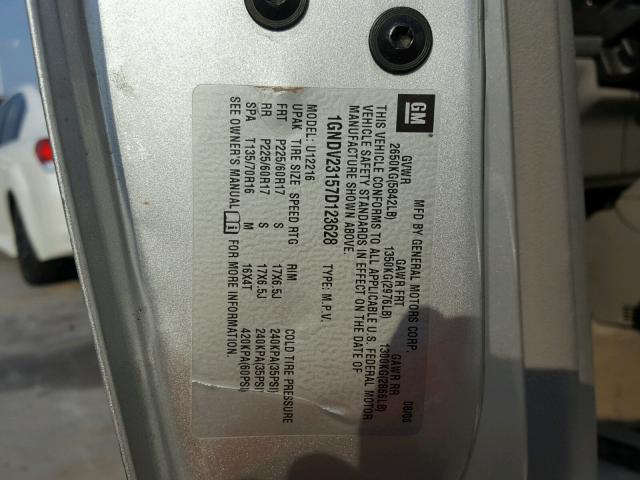 GM
MFD BY GENERAL MOTORS CORP. 08/06
GVWR GAWR FRT GAWR RR
2650KG(5842LB) 1350KG(2976LB) 1300KG(2866LB)
THIS VEHICLE CONFORMS TO ALL APPLICABLE U.S. FEDERAL MOTOR
VEHICLE SAFETY STANDARDS IN EFFECT ON THE DATE OF
MANUFACTURE SHOWN ABOVE.
1GNDV23157D123628 TYPE: M.P.V.
MODEL: U12216
UPAK TIRE SIZE SPEED RTG RIM COLD TIRE PRESSURE
FRT P225/60R17 S 17X6.5J 240KPA(35PSI)
RR P225/60R17 S 17X6.5J 240KPA(35PSI)
SPA T135/70R16 M 16X4T 420KPA(60PSI)
SEE OWNER'S MANUAL FOR MORE INFORMATION.